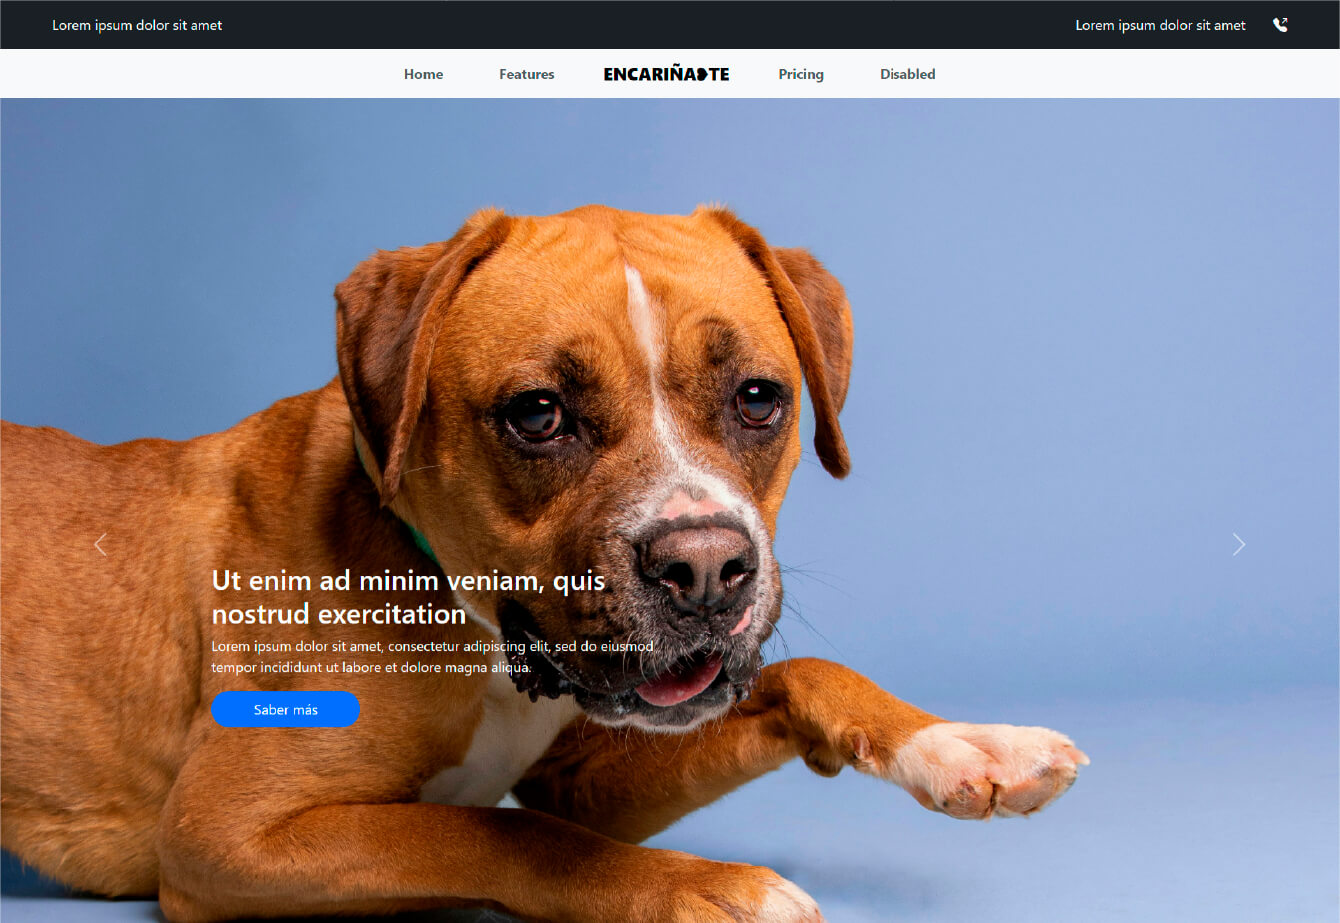 Lorem ipsum dolor sit amet
Lorem ipsum dolor sit amet
Home
Features
ENCARIÑADTE
Pricing
Disabled
Ut enim ad minim veniam, quis
nostrud exercitation
Lorem ipsum dolor sit amet, consectetur adipiscing elit, sed do eiusmod
tempor incididunt ut labore et dolore magna aliqua.
Saber más